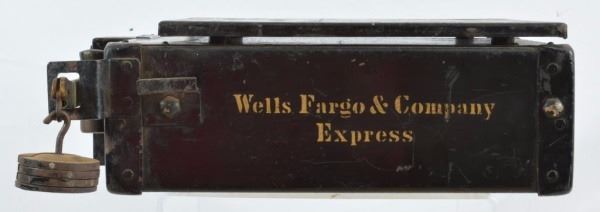 Wells Fargo & Company
Express